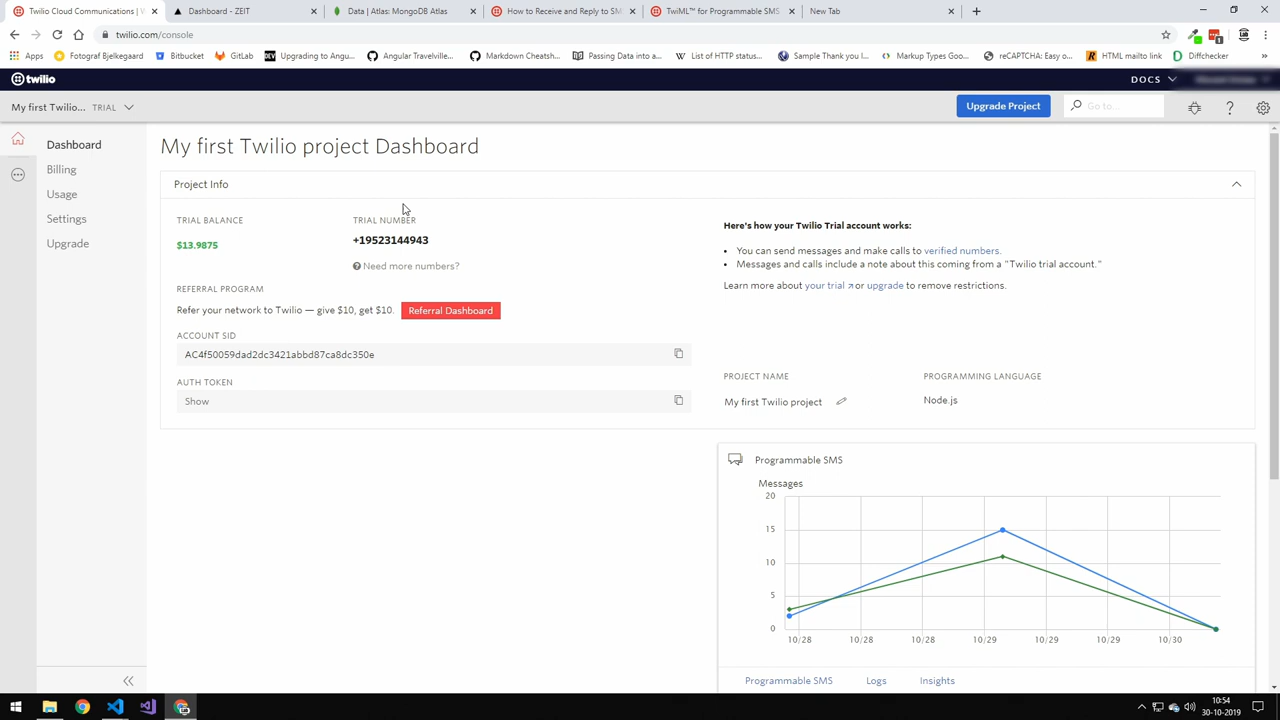 Twilio Cloud Communications | W
Dashboard - ZEIT
Data | Atlas: MongoDB Atlas
How to Receive and Reply to SM
TwiML™ for Programmable SMS
New Tab
twilio.com/console
Apps
Fotograf Bjelkegaard
Bitbucket
GitLab
Upgrading to Angu...
Angular Travelville...
Markdown Cheatsh...
Passing Data into a...
List of HTTP status...
Sample Thank you l...
Markup Types Goo...
reCAPTCHA: Easy o...
HTML mailto link
Diffchecker
twilio
DOCS
My first Twilio... TRIAL
Upgrade Project
Go to...
Dashboard
Billing
Usage
Settings
Upgrade
My first Twilio project Dashboard
Project Info
TRIAL BALANCE
$13.9875
TRIAL NUMBER
+19523144943
Need more numbers?
REFERRAL PROGRAM
Refer your network to Twilio — give $10, get $10.
Referral Dashboard
ACCOUNT SID
AC4f50059dad2dc3421abbd87ca8dc350e
AUTH TOKEN
Show
Here's how your Twilio Trial account works:
• You can send messages and make calls to verified numbers.
• Messages and calls include a note about this coming from a "Twilio trial account."
Learn more about your trial or upgrade to remove restrictions.
PROJECT NAME
My first Twilio project
PROGRAMMING LANGUAGE
Node.js
Programmable SMS
Messages
20
15
10
5
0
10/28
10/28
10/28
10/29
10/29
10/29
10/30
Programmable SMS
Logs
Insights
10:54
30-10-2019